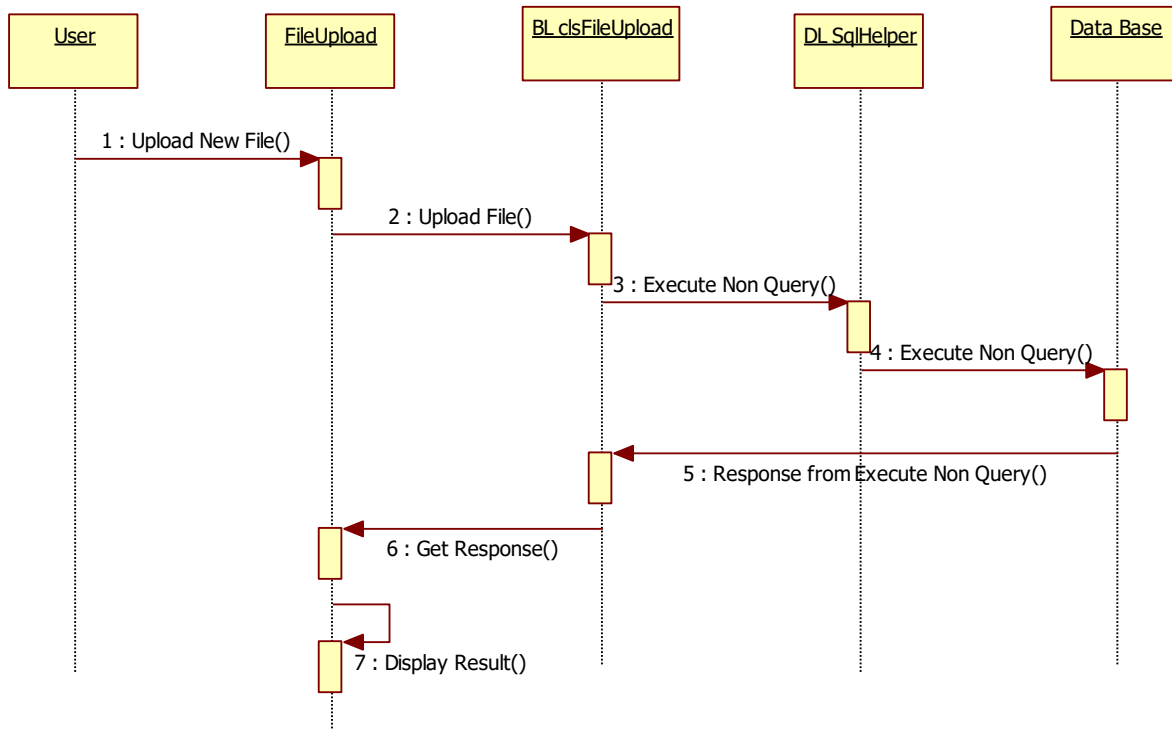 User
FileUpload
BL clsFileUpload
DL SqlHelper
Data Base
1 : Upload New File()
2 : Upload File()
3 : Execute Non Query()
4 : Execute Non Query()
5 : Response from Execute Non Query()
6 : Get Response()
7 : Display Result()